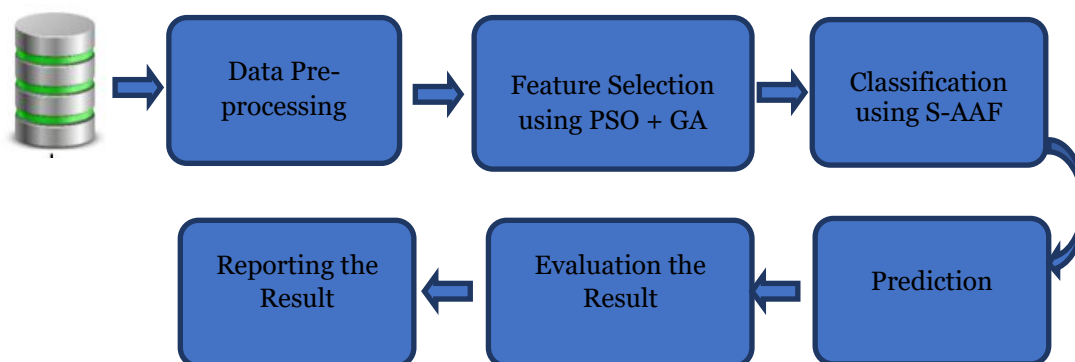 Data Pre-
processing
Feature Selection
using PSO + GA
Classification
using S-AAF
Reporting the
Result
Evaluation the
Result
Prediction